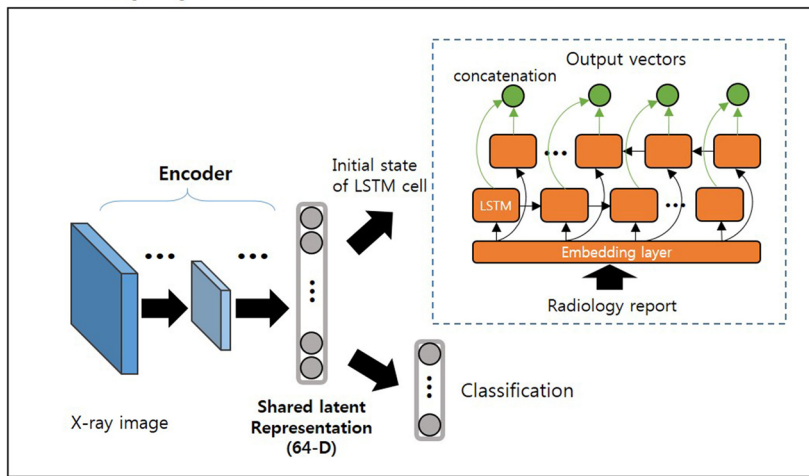 Output vectors
concatenation
Encoder
Initial state
of LSTM cell
LSTM
Embedding layer
Radiology report
Classification
X-ray image
Shared latent
Representation
(64-D)